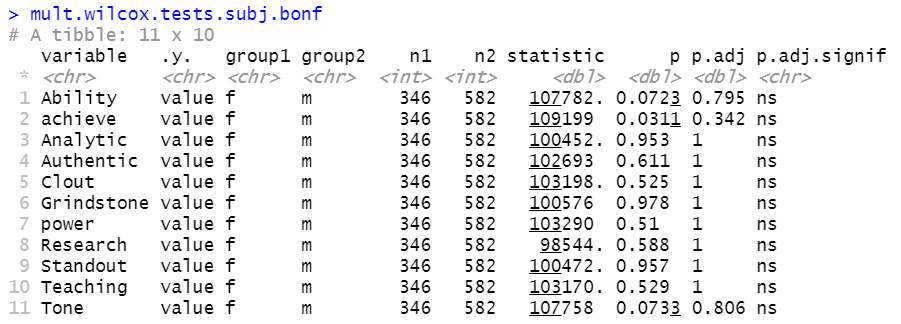 > mult.wilcox.tests.subj.bonf
# A tibble: 11 x 10
variable .y. group1 group2 n1 n2 statistic p p.adj p.adj.signif
* <chr> <chr> <chr> <chr> <int> <int> <dbl> <dbl> <dbl> <chr>
1 Ability value f m 346 582 107782. 0.0723 0.795 ns
2 achieve value f m 346 582 109199 0.0311 0.342 ns
3 Analytic value f m 346 582 100452. 0.953 1 ns
4 Authentic value f m 346 582 102693 0.611 1 ns
5 Clout value f m 346 582 103198. 0.525 1 ns
6 Grindstone value f m 346 582 100576 0.978 1 ns
7 power value f m 346 582 103290 0.51 1 ns
8 Research value f m 346 582 98544. 0.588 1 ns
9 Standout value f m 346 582 100472. 0.957 1 ns
10 Teaching value f m 346 582 103170. 0.529 1 ns
11 Tone value f m 346 582 107758 0.0733 0.806 ns